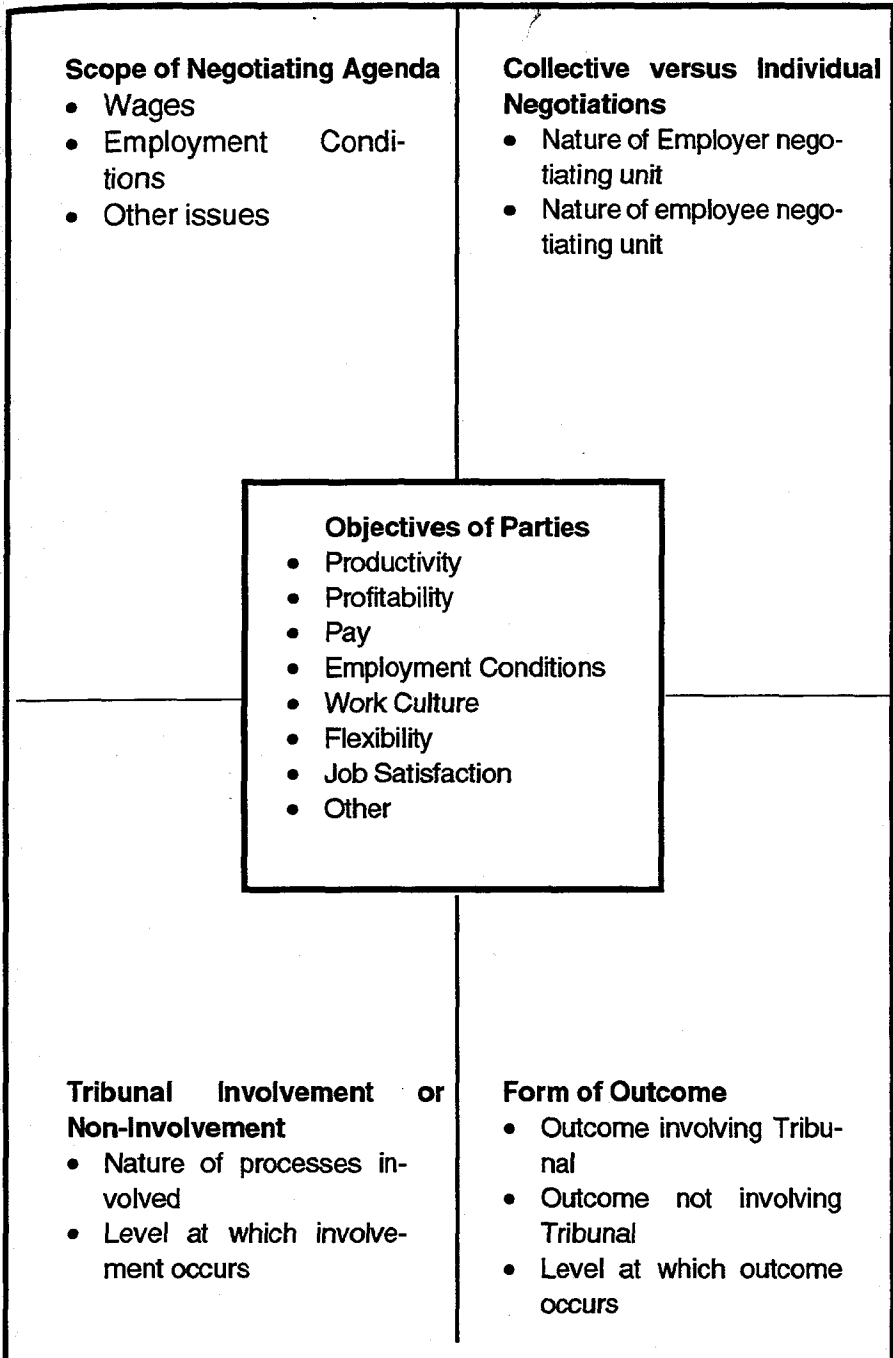 Scope of Negotiating Agenda
• Wages
• Employment Condi-
tions
• Other issues
Collective versus Individual
Negotiations
• Nature of Employer nego-
tiating unit
• Nature of employee nego-
tiating unit
Objectives of Parties
• Productivity
• Profitability
• Pay
• Employment Conditions
• Work Culture
• Flexibility
• Job Satisfaction
• Other
Tribunal Involvement or
Non-Involvement
• Nature of processes in-
volved
• Level at which involve-
ment occurs
Form of Outcome
• Outcome involving Tribu-
nal
• Outcome not involving
Tribunal
• Level at which outcome
occurs